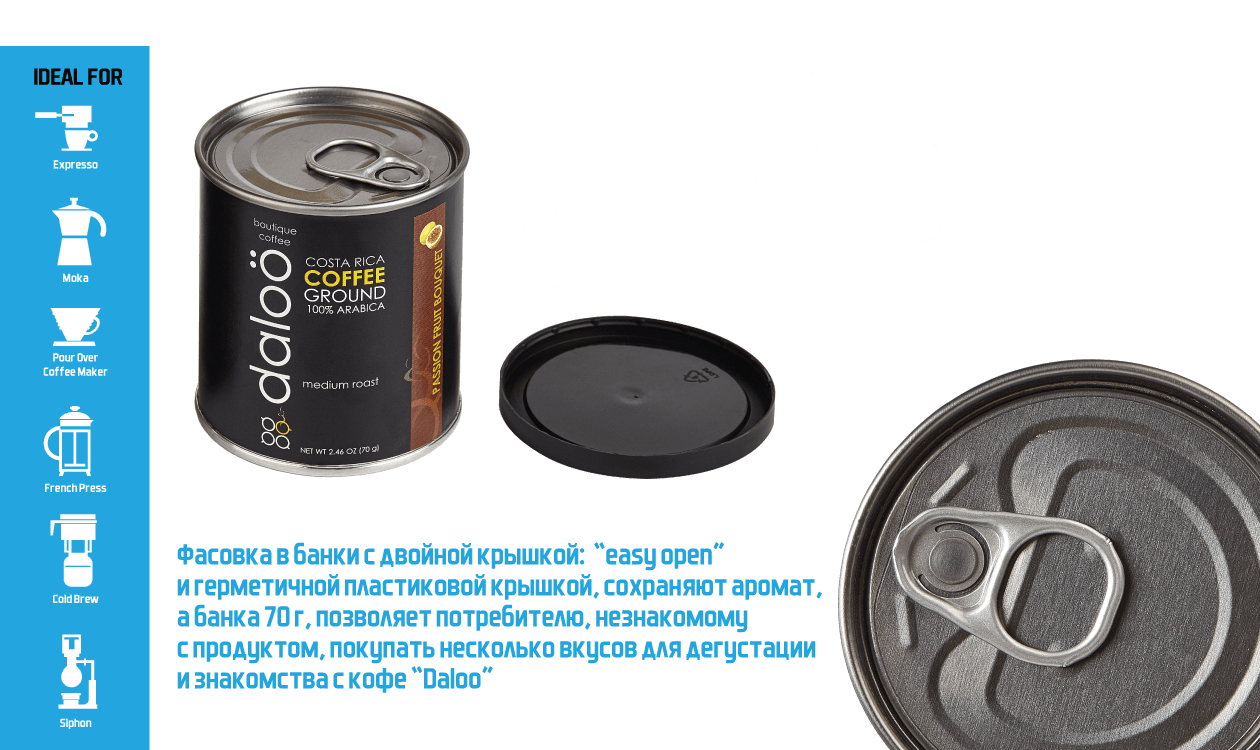 IDEAL FOR
Expresso
Moka
Pour Over
Coffee Maker
French Press
Cold Brew
Siphon
boutique
coffee
daloö
COSTA RICA
COFFEE
GROUND
100% ARABICA
medium roast
NET WT 2.46 OZ (70 g)
PASSION FRUIT BOUQUET
Фасовка в банки с двойной крышкой: “easy open”
и герметичной пластиковой крышкой, сохраняют аромат,
а банка 70 г, позволяет потребителю, незнакомому
с продуктом, покупать несколько вкусов для дегустации
и знакомства с кофе “Daloo”